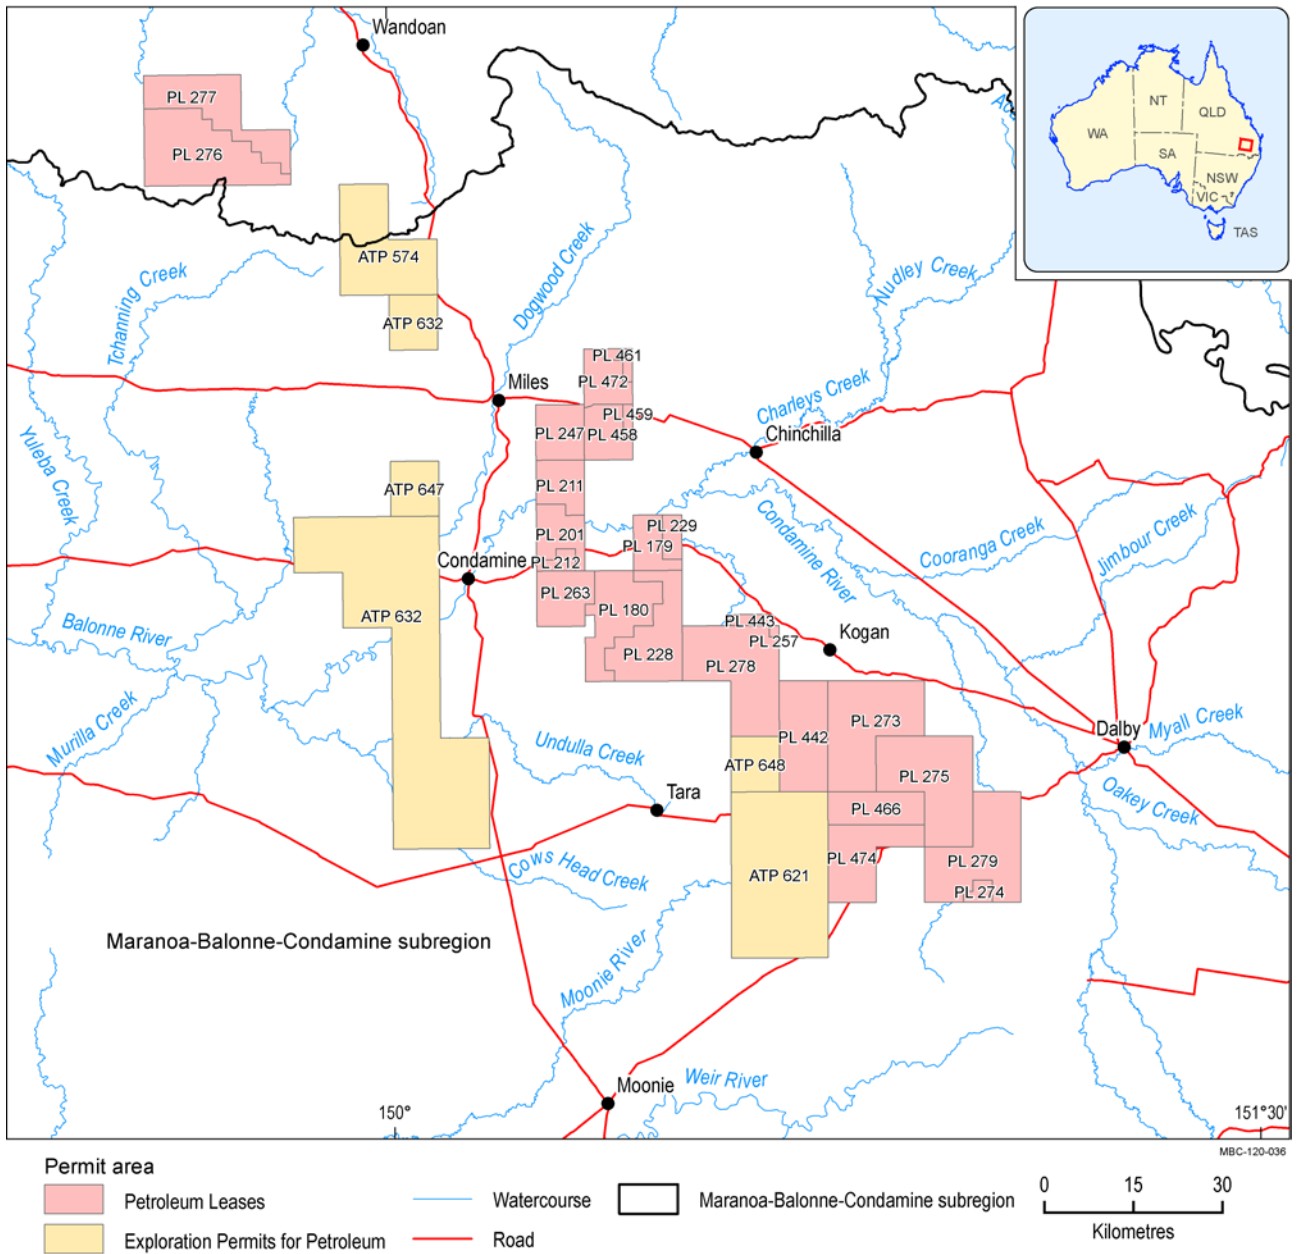 Wandoan
PL 277
PL 276
Ac
WA
NT
QLD
SA
NSW
VIC
TAS
ATP 574
ATP 632
Tchanning Creek
Dogwood Creek
Nudley Creek
PL 461
PL 472
Miles
PL 459
Charleys Creek
PL 247
PL 458
Chinchilla
Yuleba Creek
ATP 647
PL 211
PL 201
PL 229
PL 179
Condamine River
Cooranga Creek
Jimbour Creek
Condamine
PL 212
PL 263
PL 180
ATP 632
Balonne River
PL 443
PL 257
Kogan
PL 228
PL 278
Murilla Creek
PL 273
Dalby
Myall Creek
Undulla Creek
PL 442
ATP 648
PL 275
Tara
PL 466
Oakey Creek
Cows Head Creek
PL 474
PL 279
ATP 621
PL 274
Maranoa-Balonne-Condamine subregion
Moonie River
Moonie
Weir River
150°
151°30'
MBC-120-036
Permit area
Petroleum Leases
Exploration Permits for Petroleum
Watercourse
Road
Maranoa-Balonne-Condamine subregion
0 15 30
Kilometres